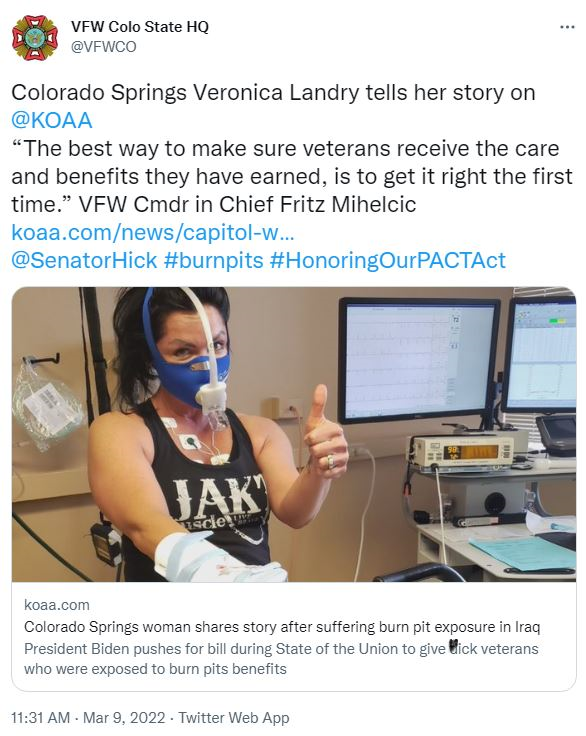 VFW Colo State HQ
@VFWCO
Colorado Springs Veronica Landry tells her story on
@KOAA
“The best way to make sure veterans receive the care
and benefits they have earned, is to get it right the first
time.” VFW Cmdr in Chief Fritz Mihelcic
koaa.com/news/capitol-w...
@SenatorHick #burnpits #HonoringOurPACTAct
JAK
koaa.com
Colorado Springs woman shares story after suffering burn pit exposure in Iraq
President Biden pushes for bill during State of the Union to give veterans
who were exposed to burn pits benefits
11:31 AM · Mar 9, 2022 · Twitter Web App